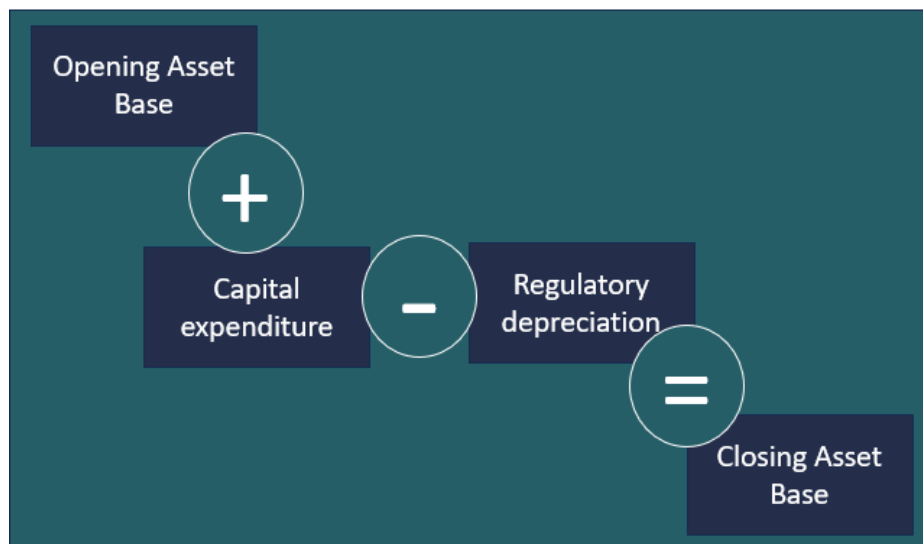 Opening Asset
Base
+
Capital
expenditure
-
Regulatory
depreciation
=
Closing Asset
Base